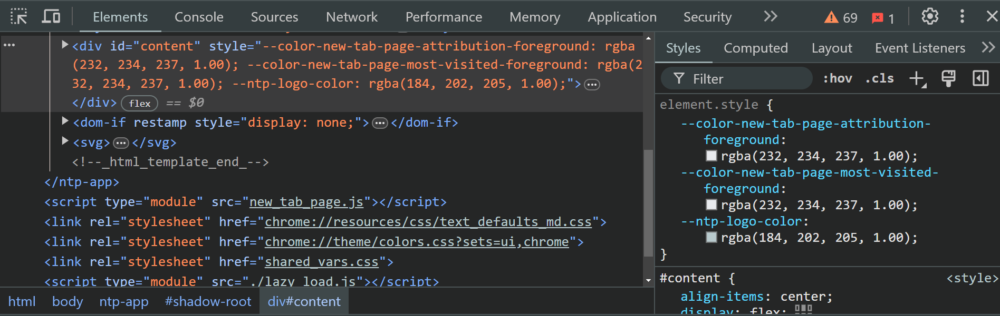 Elements Console Sources Network Performance Memory Application Security 69 1
<div id="content" style="--color-new-tab-page-attribution-foreground: rgba
(232, 234, 237, 1.00); --color-new-tab-page-most-visited-foreground: rgba(2
32, 234, 237, 1.00); --ntp-logo-color: rgba(184, 202, 205, 1.00);">
</div> flex == $0
<dom-if restamp style="display: none;"> </dom-if>
<svg> </svg>
<!--_html_template_end_-->
</ntp-app>
<script type="module" src="new_tab_page.js"></script>
<link rel="stylesheet" href="chrome://resources/css/text_defaults_md.css">
<link rel="stylesheet" href="chrome://theme/colors.css?sets=ui,chrome">
<link rel="stylesheet" href="shared_vars.css">
<script type="module" src="./lazy_load.js"></script>
html body ntp-app #shadow-root div#content
Styles Computed Layout Event Listeners
Filter :hov .cls
element.style {
--color-new-tab-page-attribution-
foreground:
rgba(232, 234, 237, 1.00);
--color-new-tab-page-most-visited-
foreground:
rgba(232, 234, 237, 1.00);
--ntp-logo-color:
rgba(184, 202, 205, 1.00);
}
#content { <style>
align-items: center;
display: flex;